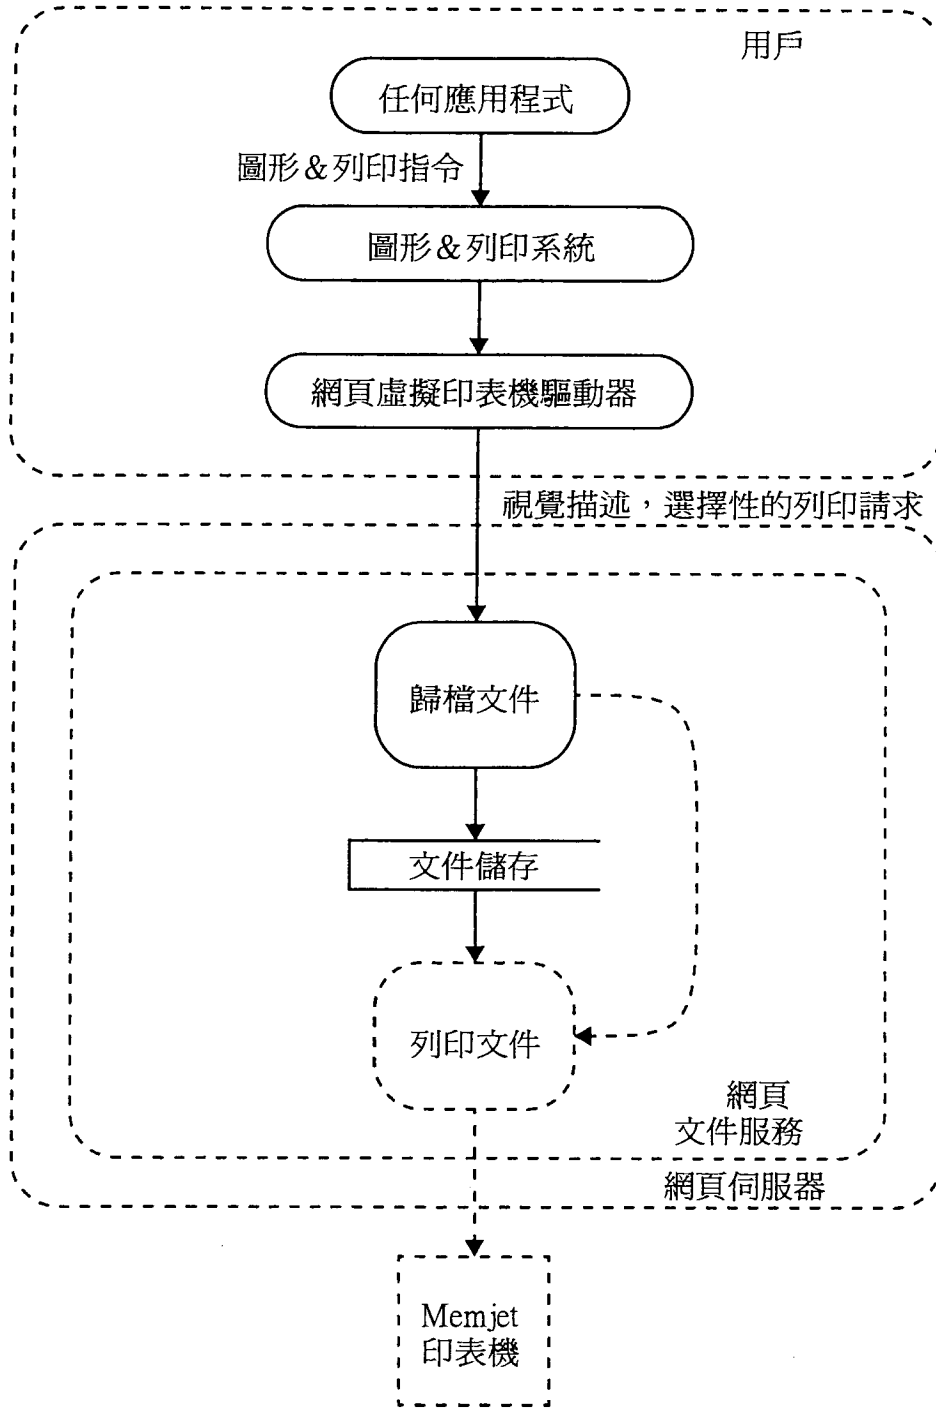 用戶
任何應用程式
圖形&列印指令
圖形&列印系統
網頁虛擬印表機驅動器
視覺描述，選擇性的列印請求
歸檔文件
文件儲存
列印文件
網頁
文件服務
網頁伺服器
Memjet
印表機